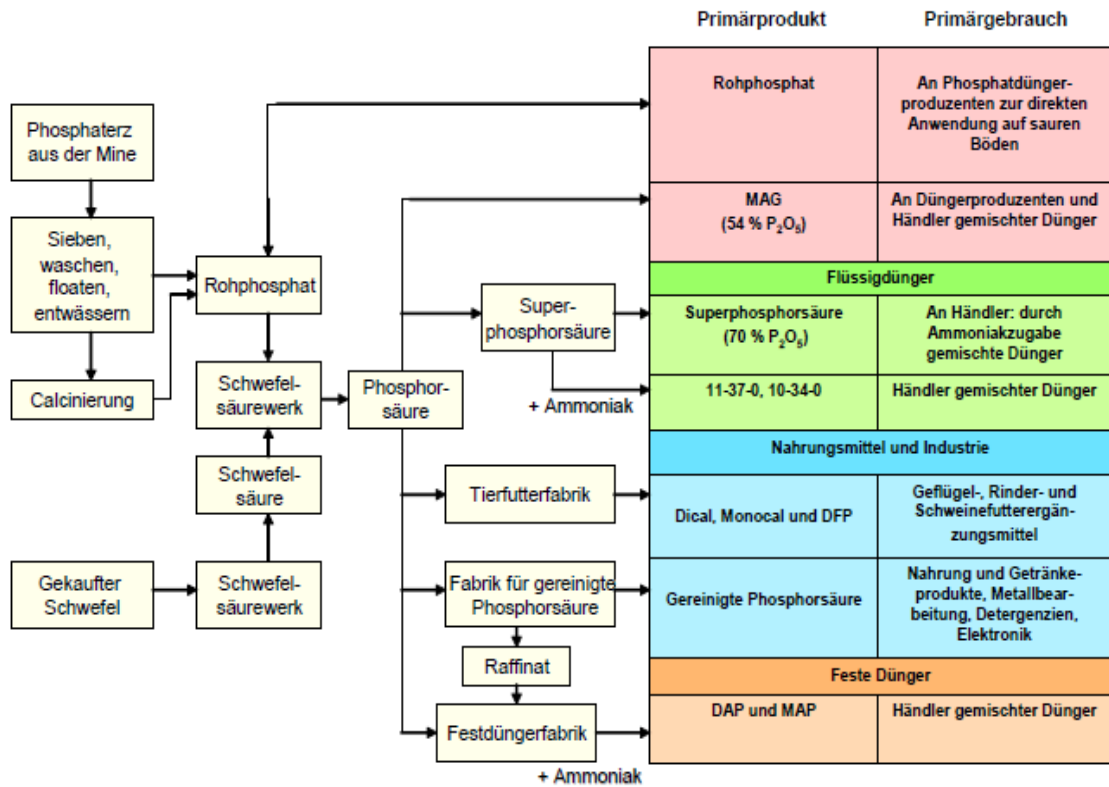 Primärprodukt
Primärgebrauch
Phosphaterz
aus der Mine
Sieben,
waschen,
floaten,
entwässern
Calcinierung
Rohphosphat
Schwefel-
säurewerk
Schwefel-
säure
Gekaufter
Schwefel
Schwefel-
säurewerk
Phosphor-
säure
Super-
phosphorsäure
+ Ammoniak
Tierfutterfabrik
Fabrik für gereinigte
Phosphorsäure
Raffinat
Festdüngerfabrik
+ Ammoniak
Rohphosphat
An Phosphatdünger-
produzenten zur direkten
Anwendung auf sauren
Böden
MAG
(54 % P₂O₅)
An Düngerproduzenten und
Händler gemischter Dünger
Flüssigdünger
Superphosphorsäure
(70 % P₂O₅)
An Händler: durch
Ammoniakzugabe
gemischte Dünger
11-37-0, 10-34-0
Händler gemischter Dünger
Nahrungsmittel und Industrie
Dical, Monocal und DFP
Geflügel-, Rinder- und
Schweinefutterergän-
zungsmittel
Gereinigte Phosphorsäure
Nahrung und Getränke-
produkte, Metallbear-
beitung, Detergenzien,
Elektronik
Feste Dünger
DAP und MAP
Händler gemischter Dünger